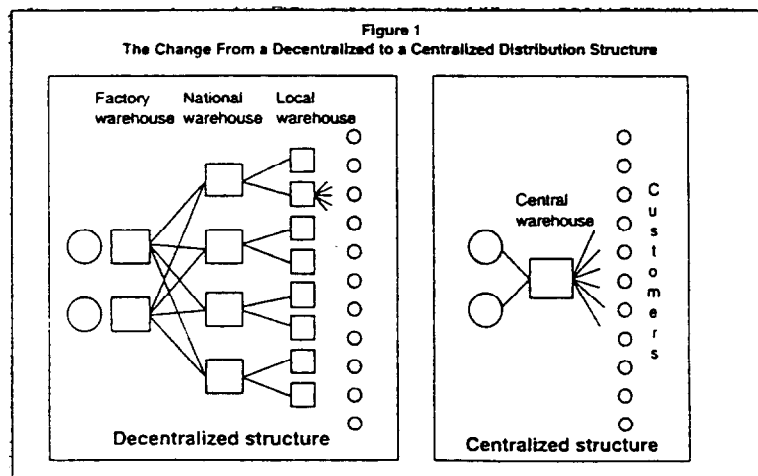 Figure 1
The Change From a Decentralized to a Centralized Distribution Structure
Factory warehouse
National warehouse
Local warehouse
Decentralized structure
Central warehouse
Customers
Centralized structure